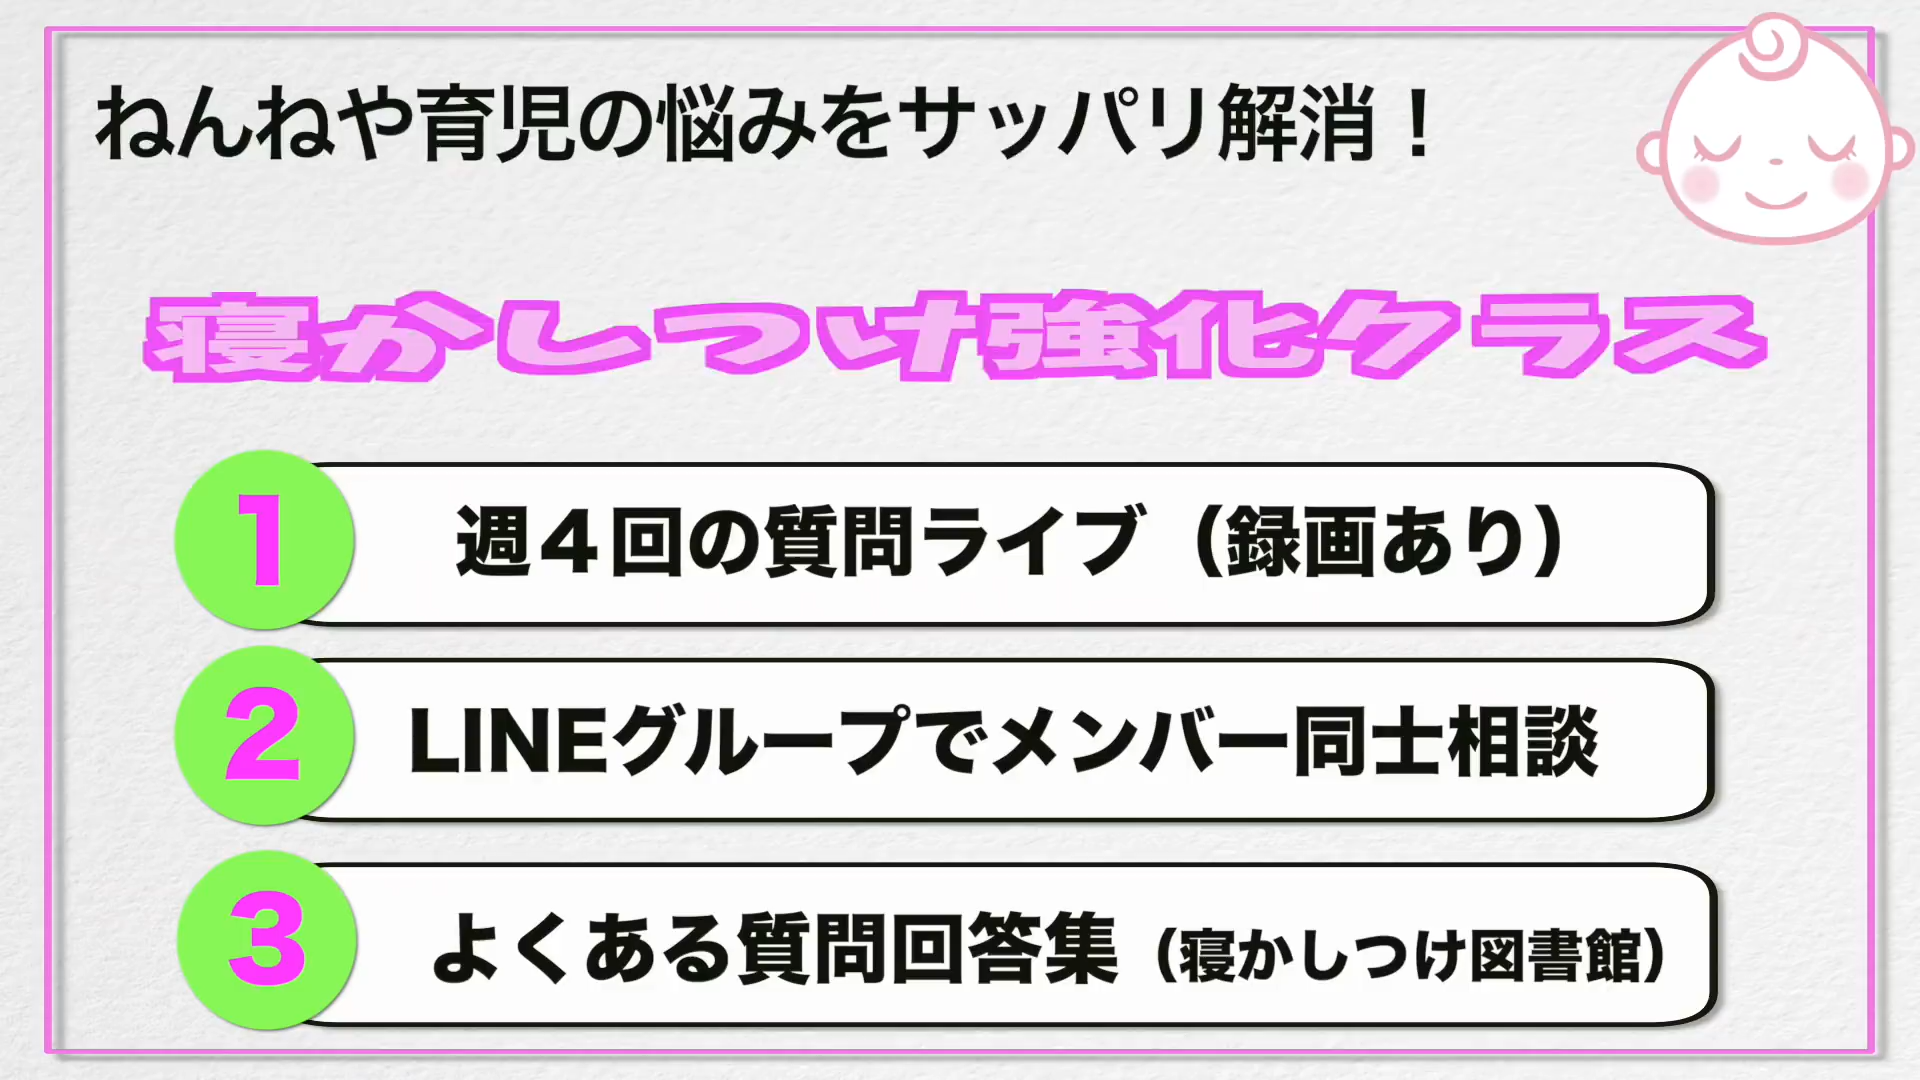 ねんねや育児の悩みをサッパリ解消！
寝かしつけ強化クラス
1 週４回の質問ライブ（録画あり）
2 LINEグループでメンバー同士相談
3 よくある質問回答集（寝かしつけ図書館）